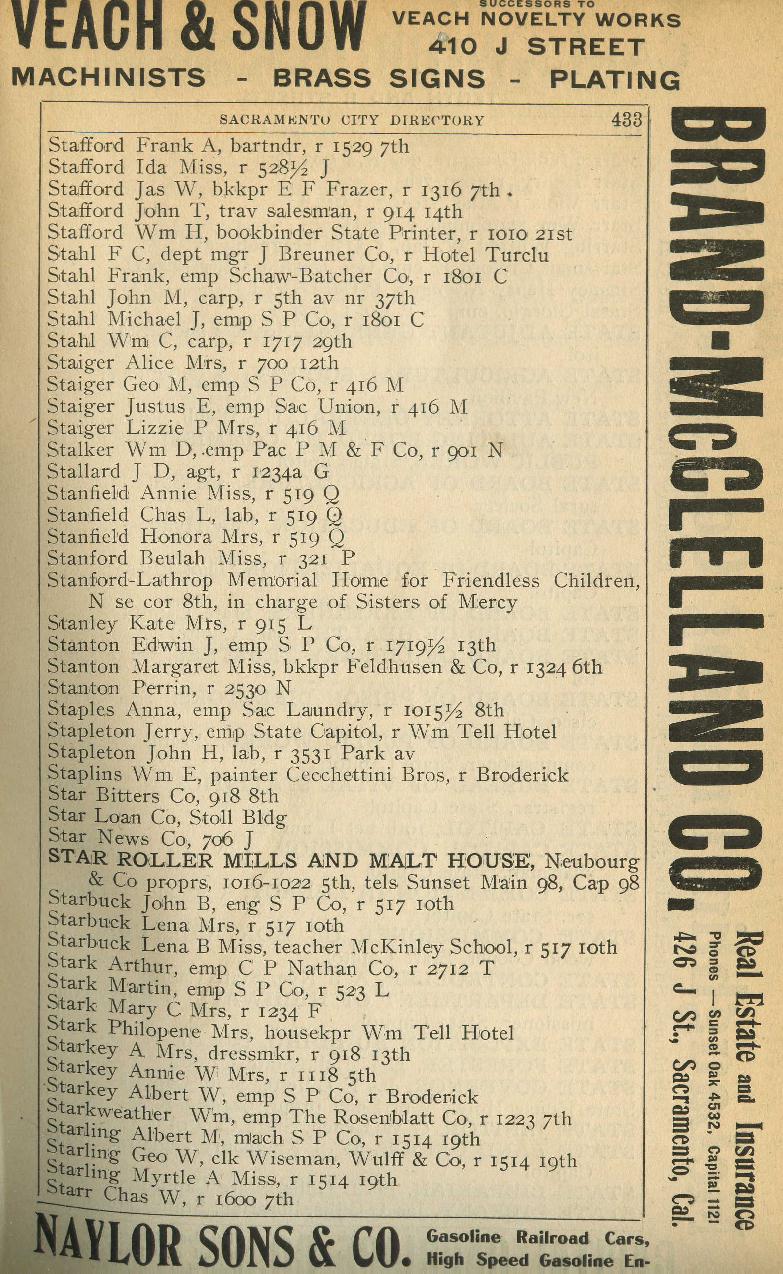 VEACH & SNOW
SUCCESSORS TO
VEACH NOVELTY WORKS
410 J STREET
MACHINISTS - BRASS SIGNS - PLATING
SACRAMENTO CITY DIRECTORY 433
Stafford Frank A, bartndr, r 1529 7th
Stafford Ida Miss, r 528½ J
Stafford Jas W, bkkpr E F Frazer, r 1316 7th .
Stafford John T, trav salesman, r 914 14th
Stafford Wm H, bookbinder State Printer, r 1010 21st
Stahl F C, dept mgr J Breuner Co, r Hotel Turclu
Stahl Frank, emp Schaw-Batcher Co, r 1801 C
Stahl John M, carp, r 5th av nr 37th
Stahl Michael J, emp S P Co, r 1801 C
Stahl Wm C, carp, r 1717 29th
Staiger Alice Mrs, r 700 12th
Staiger Geo M, emp S P Co, r 416 M
Staiger Justus E, emp Sac Union, r 416 M
Staiger Lizzie P Mrs, r 416 M
Stalker Wm D, emp Pac P M & F Co, r 901 N
Stallard J D, agt, r 1234a G
Stanfield Annie Miss, r 519 Q
Stanfield Chas L, lab, r 519 Q
Stanfield Honora Mrs, r 519 Q
Stanford Beulah Miss, r 321 P
Stanford-Lathrop Memorial Home for Friendless Children,
N se cor 8th, in charge of Sisters of Mercy
Stanley Kate Mrs, r 915 L
Stanton Edwin J, emp S P Co, r 1719½ 13th
Stanton Margaret Miss, bkkpr Feldhusen & Co, r 1324 6th
Stanton Perrin, r 2530 N
Staples Anna, emp Sac Laundry, r 1015½ 8th
Stapleton Jerry, emp State Capitol, r Wm Tell Hotel
Stapleton John H, lab, r 3531 Park av
Staplins Wm E, painter Cecchettini Bros, r Broderick
Star Bitters Co, 918 8th
Star Loan Co, Stoll Bldg
Star News Co, 706 J
STAR ROLLER MILLS AND MALT HOUSE, Neubourg
& Co proprs, 1016-1022 5th, tels Sunset Main 98, Cap 98
Starbuck John B, eng S P Co, r 517 10th
Starbuck Lena Mrs, r 517 10th
Starbuck Lena B Miss, teacher McKinley School, r 517 10th
Stark Arthur, emp C P Nathan Co, r 2712 T
Stark Martin, emp S P Co, r 523 L
Stark Mary C Mrs, r 1234 F
Stark Philopene Mrs, housekpr Wm Tell Hotel
Starkey A Mrs, dressmkr, r 918 13th
Starkey Annie W Mrs, r 1118 5th
Starkey Albert W, emp S P Co, r Broderick
Starkweather Wm, emp The Rosenblatt Co, r 1223 7th
Starling Albert M, mach S P Co, r 1514 19th
Starling Geo W, clk Wiseman, Wulff & Co, r 1514 19th
Starling Myrtle A Miss, r 1514 19th
Starr Chas W, r 1600 7th
BRAND-McCLELLAND CO.
Real Estate and Insurance
Phones — Sunset Oak 4532, Capital 1121
426 J St., Sacramento, Cal.
NAYLOR SONS & CO.
Gasoline Railroad Cars,
High Speed Gasoline En-